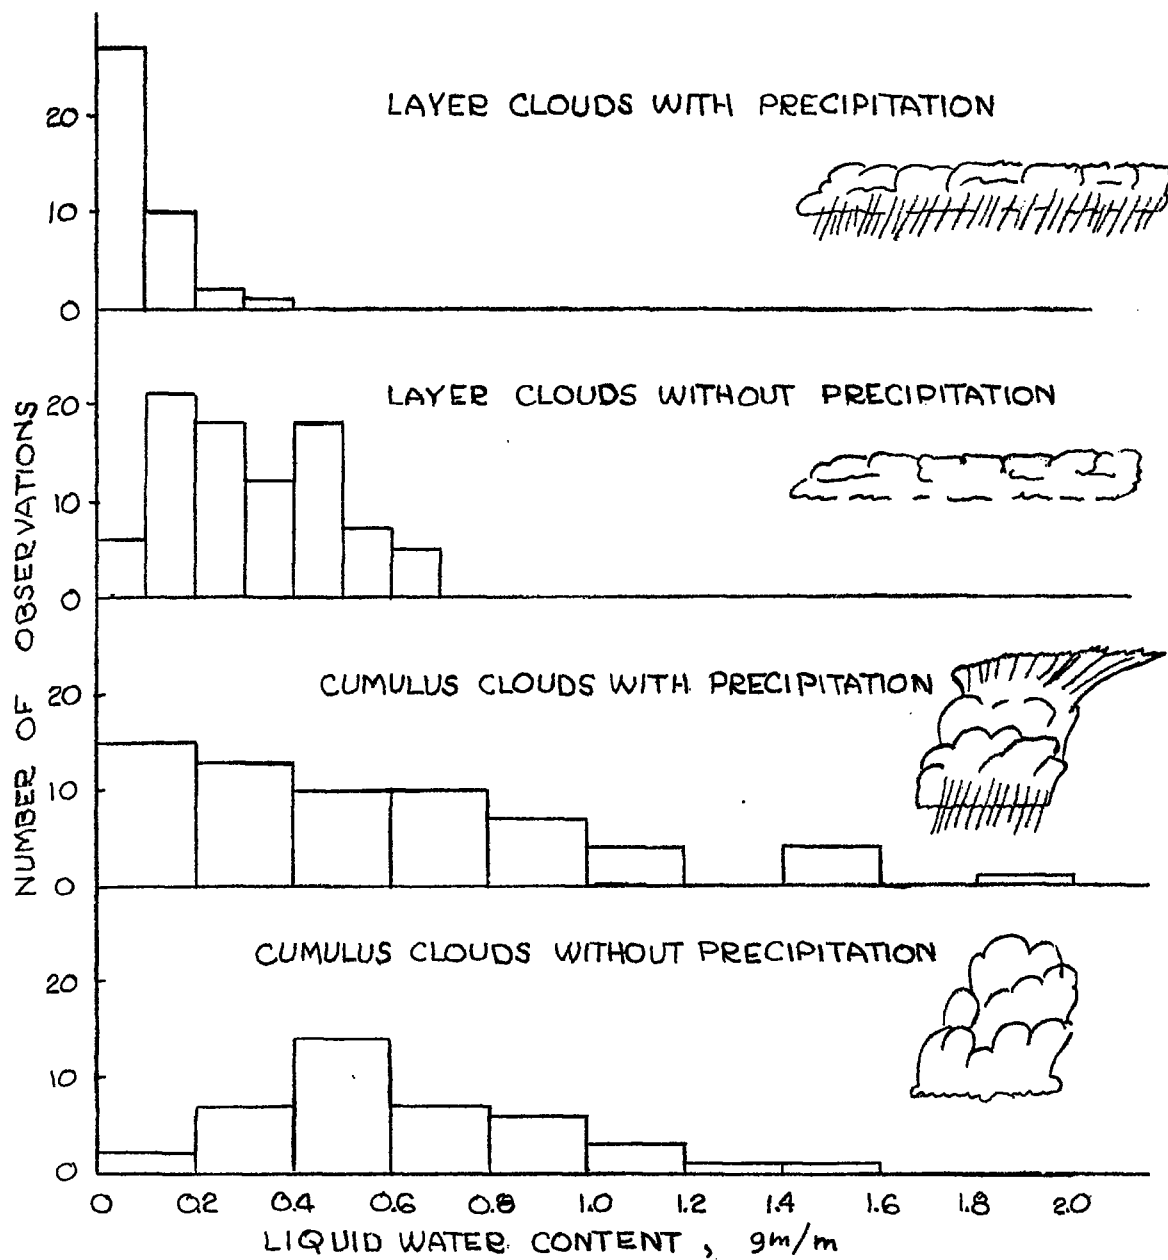 LAYER CLOUDS WITH PRECIPITATION
20
10
0
LAYER CLOUDS WITHOUT PRECIPITATION
20
10
0
CUMULUS CLOUDS WITH PRECIPITATION
20
10
0
CUMULUS CLOUDS WITHOUT PRECIPITATION
20
10
0
NUMBER OF OBSERVATIONS
0 0.2 0.4 0.6 0.8 1.0 1.2 1.4 1.6 1.8 2.0
LIQUID WATER CONTENT, gm/m